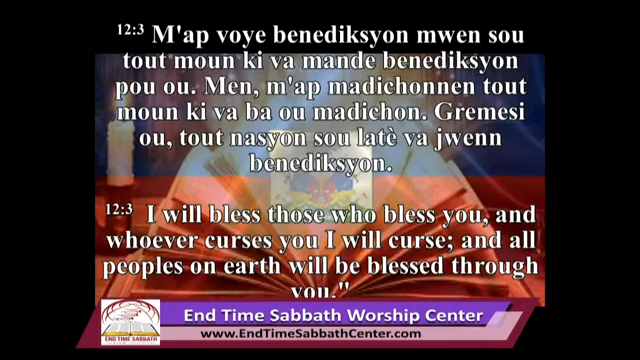 12:3 M'ap voye benediksyon mwen sou
tout moun ki va mande benediksyon
pou ou. Men, m'ap madichonnen tout
moun ki va ba ou madichon. Gremesi
ou, tout nasyon sou latè va jwenn
benediksyon.
12:3 I will bless those who bless you, and
whoever curses you I will curse; and all
peoples on earth will be blessed through
you."
End Time Sabbath Worship Center
www.EndTimeSabbathCenter.com
END TIME SABBATH